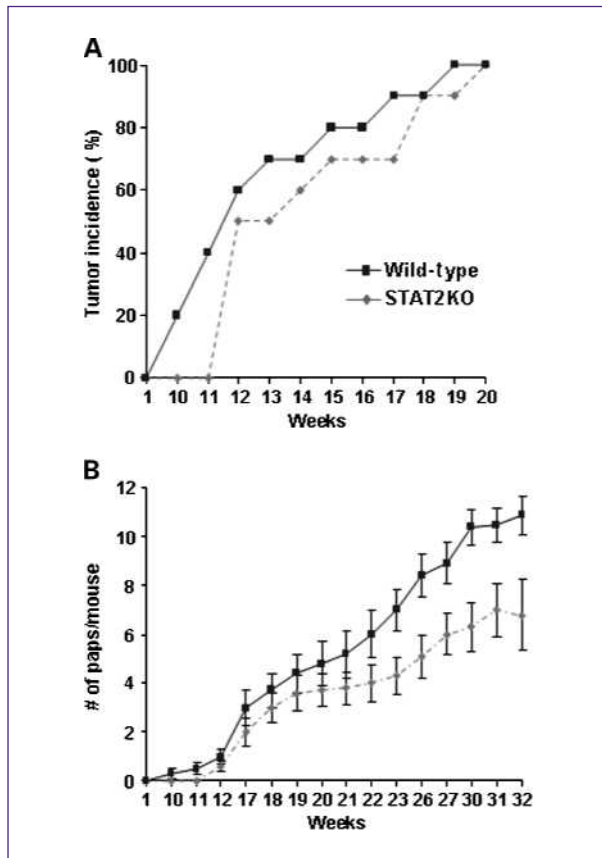 A
Tumor incidence ( %)
100
80
60
40
20
0
Wild-type
STAT2KO
1 10 11 12 13 14 15 16 17 18 19 20
Weeks
B
# of paps/mouse
12
10
8
6
4
2
0
1 10 11 12 17 18 19 20 21 22 23 26 27 30 31 32
Weeks